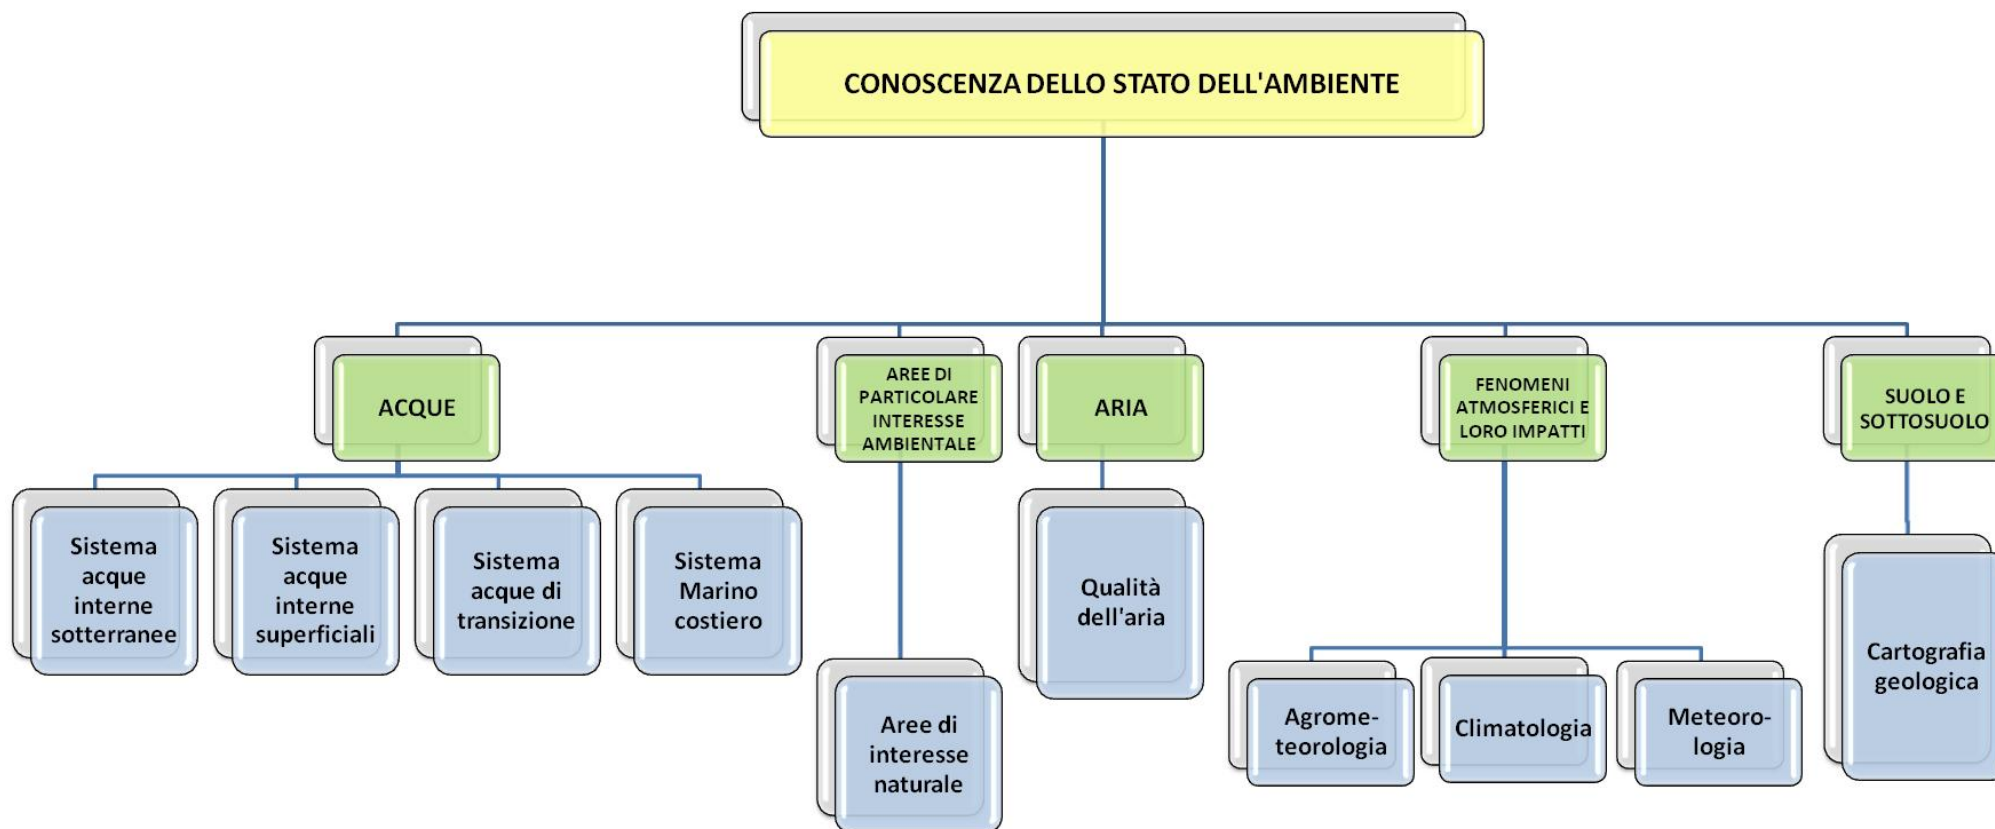 CONOSCENZA DELLO STATO DELL'AMBIENTE
ACQUE
AREE DI
PARTICOLARE
INTERESSE
AMBIENTALE
ARIA
FENOMENI
ATMOSFERICI E
LORO IMPATTI
SUOLO E
SOTTOSUOLO
Sistema
acque
interne
sotterranee
Sistema
acque
interne
superficiali
Sistema
acque di
transizione
Sistema
Marino
costiero
Aree di
interesse
naturale
Qualità
dell'aria
Agrome-
teorologia
Climatologia
Meteoro-
logia
Cartografia
geologica